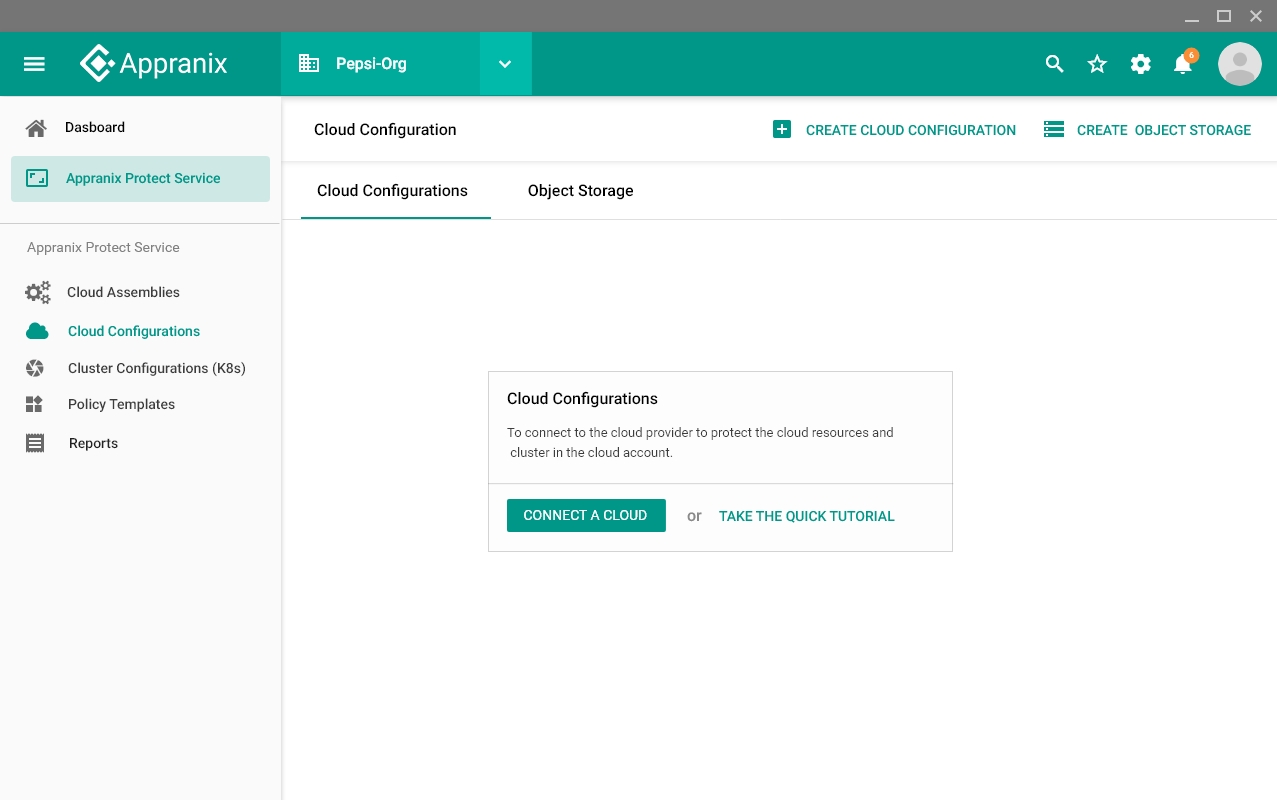 Appranix
Pepsi-Org
6
Dasboard
Appranix Protect Service
Appranix Protect Service
Cloud Assemblies
Cloud Configurations
Cluster Configurations (K8s)
Policy Templates
Reports
Cloud Configuration
CREATE CLOUD CONFIGURATION
CREATE OBJECT STORAGE
Cloud Configurations
Object Storage
Cloud Configurations
To connect to the cloud provider to protect the cloud resources and
cluster in the cloud account.
CONNECT A CLOUD
or
TAKE THE QUICK TUTORIAL